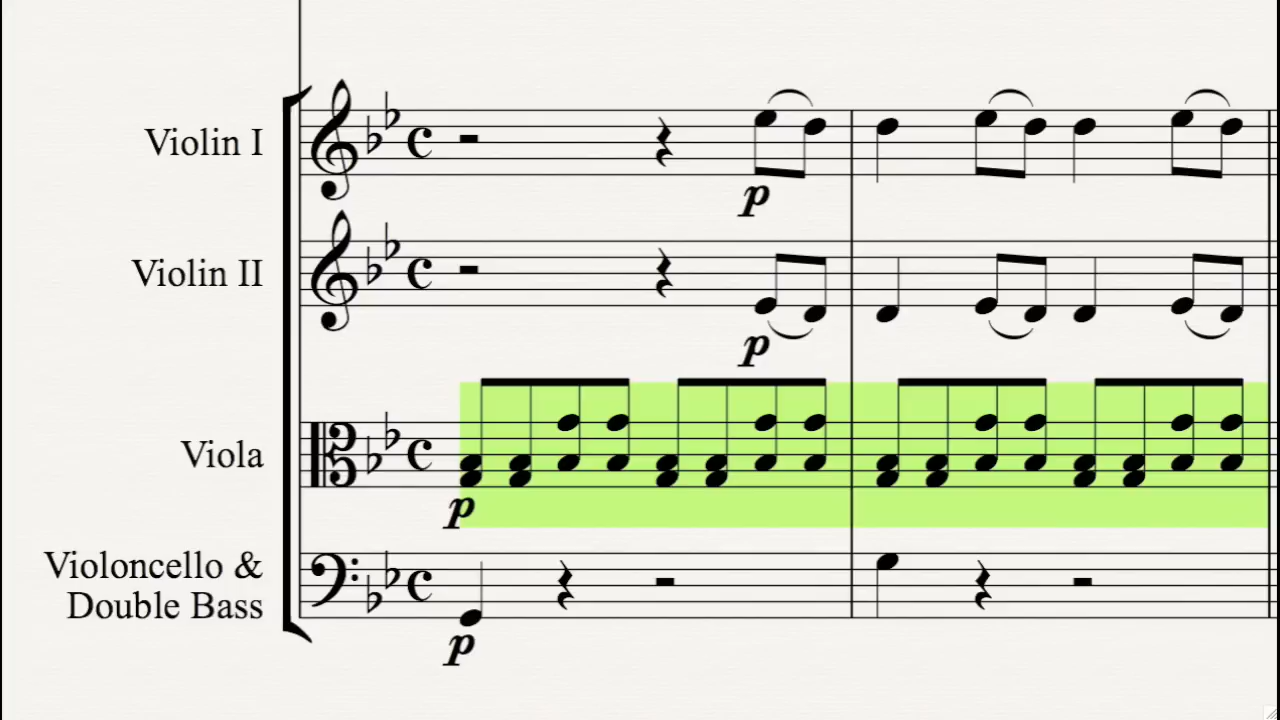 Violin I
p
Violin II
p
Viola
p
Violoncello &
Double Bass
p